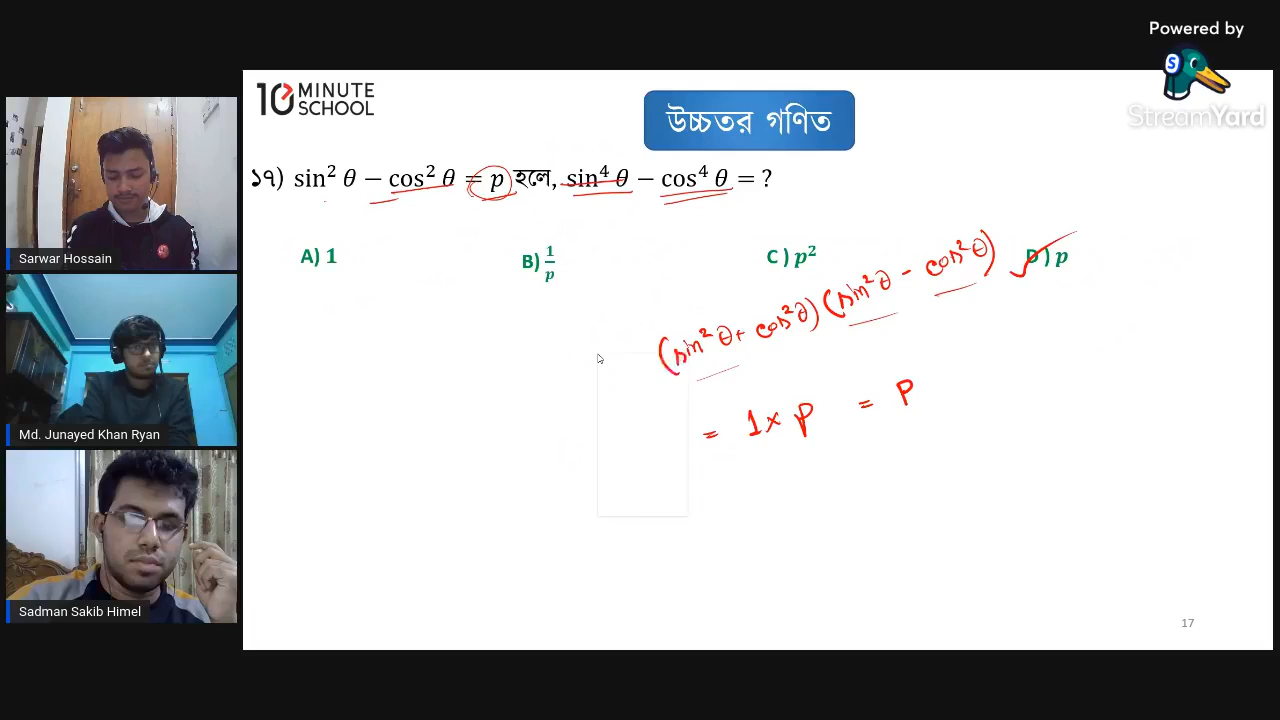 Powered by
StreamYard
10 MINUTE
SCHOOL
উচ্চতর গণিত
১৭) sin² θ − cos² θ = p হলে, sin⁴ θ − cos⁴ θ = ?
A) 1
B) 1/p
C ) p²
D ) p
(sin²θ + cos²θ) (sin²θ − cos²θ)
= 1 × p = P
Sarwar Hossain
Md. Junayed Khan Ryan
Sadman Sakib Himel
17